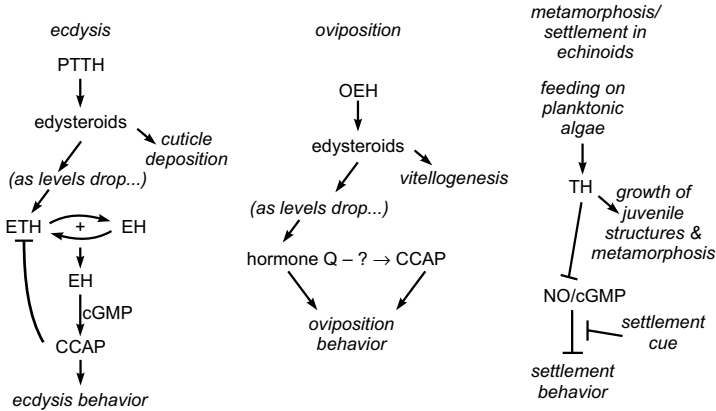 ecdysis
PTTH
edysteroids
cuticle
deposition
(as levels drop...)
ETH
+
EH
EH
cGMP
CCAP
ecdysis behavior
oviposition
OEH
edysteroids
vitellogenesis
(as levels drop...)
hormone Q – ? → CCAP
oviposition
behavior
metamorphosis/
settlement in
echinoids
feeding on
planktonic
algae
TH
growth of
juvenile
structures &
metamorphosis
NO/cGMP
settlement
cue
settlement
behavior